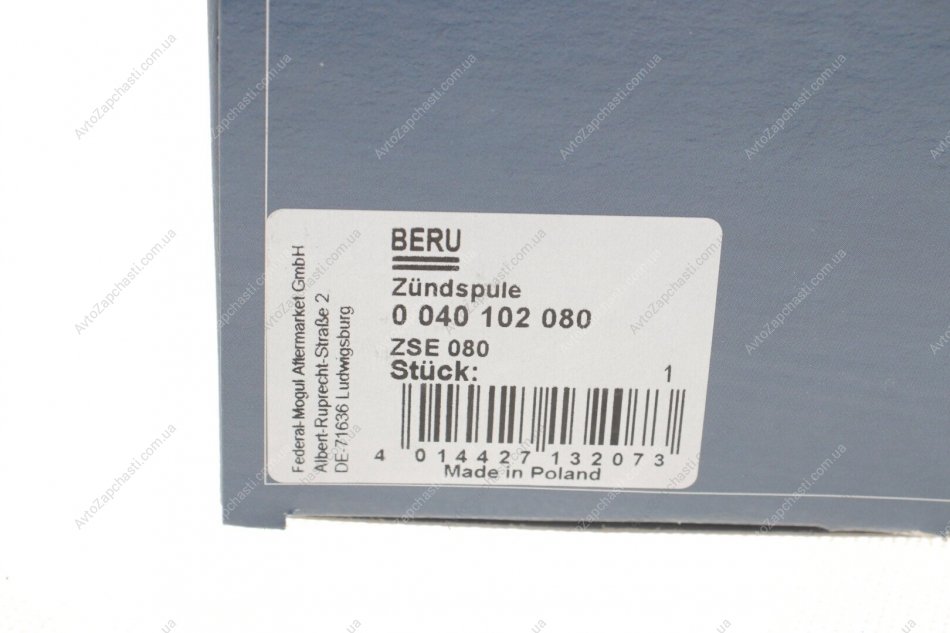 BERU
Zündspule
0 040 102 080
ZSE 080
Stück: 1
4 014427 132073
Made in Poland
Federal-Mogul Aftermarket GmbH
Albert-Ruprecht-Straße 2
DE-71636 Ludwigsburg
AvtoZapchasti.com.ua